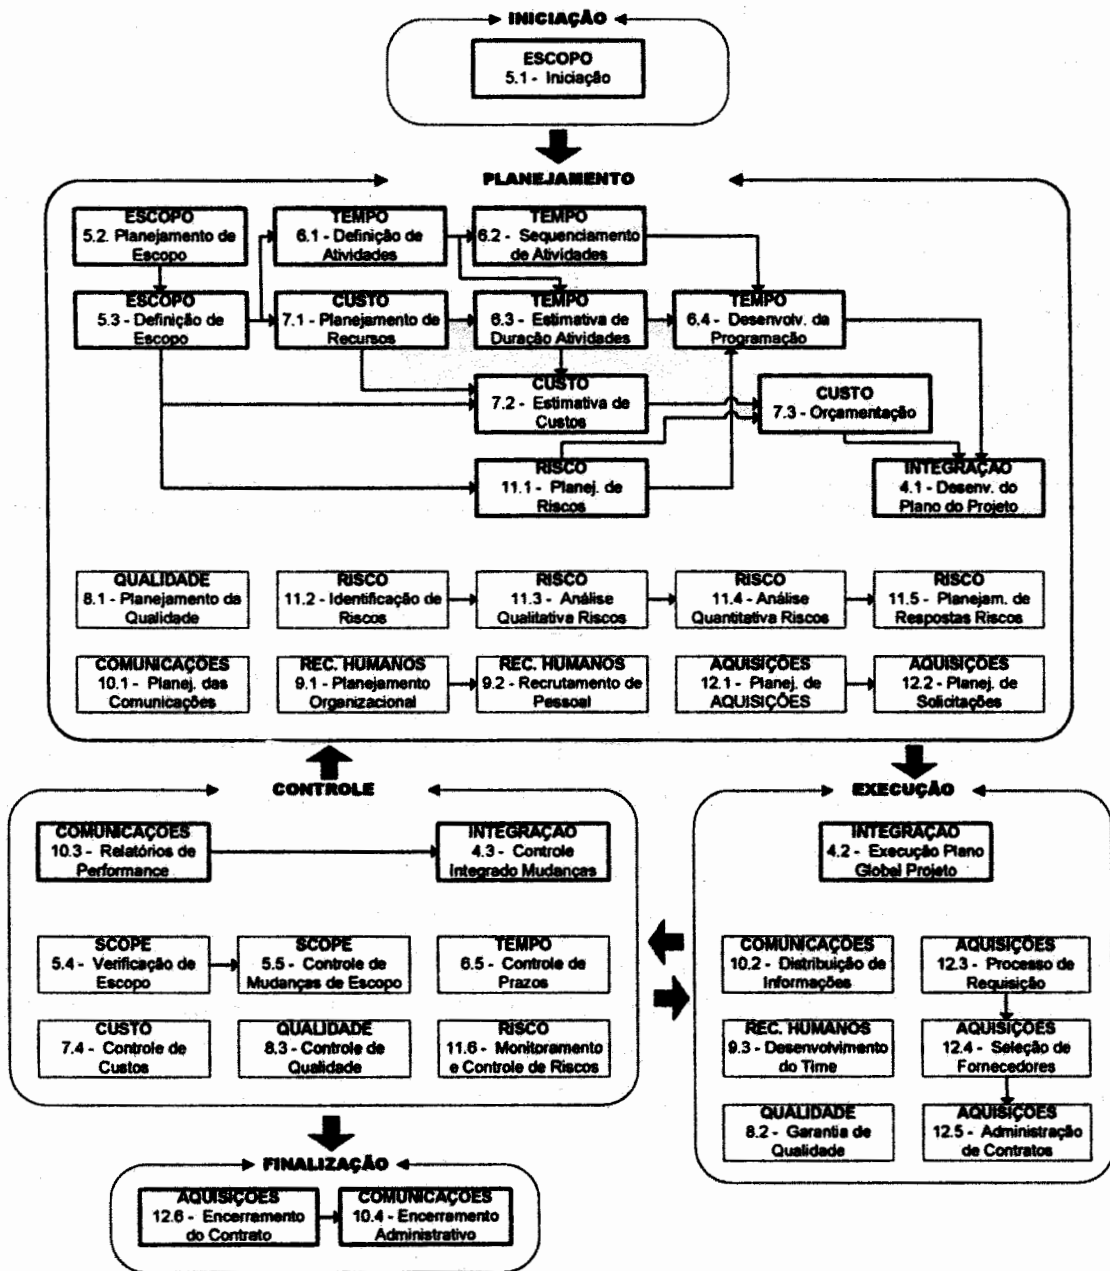 INICIAÇÃO
ESCOPO
5.1 - Iniciação
PLANEJAMENTO
ESCOPO
5.2. Planejamento de
Escopo
TEMPO
6.1 - Definição de
Atividades
TEMPO
6.2 - Sequenciamento
de Atividades
ESCOPO
5.3 - Definição de
Escopo
CUSTO
7.1 - Planejamento de
Recursos
TEMPO
6.3 - Estimativa de
Duração Atividades
TEMPO
6.4 - Desenvolv. da
Programação
CUSTO
7.2 - Estimativa de
Custos
CUSTO
7.3 - Orçamentação
RISCO
11.1 - Planej. de
Riscos
INTEGRAÇÃO
4.1 - Desenv. do
Plano do Projeto
QUALIDADE
8.1 - Planejamento da
Qualidade
RISCO
11.2 - Identificação de
Riscos
RISCO
11.3 - Análise
Qualitativa Riscos
RISCO
11.4 - Análise
Quantitativa Riscos
RISCO
11.5 - Planejam. de
Respostas Riscos
COMUNICAÇÕES
10.1 - Planej. das
Comunicações
REC. HUMANOS
9.1 - Planejamento
Organizacional
REC. HUMANOS
9.2 - Recrutamento de
Pessoal
AQUISIÇÕES
12.1 - Planej. de
AQUISIÇÕES
AQUISIÇÕES
12.2 - Planej. de
Solicitações
CONTROLE
COMUNICAÇÕES
10.3 - Relatórios de
Performance
INTEGRAÇÃO
4.3 - Controle
Integrado Mudanças
SCOPE
5.4 - Verificação de
Escopo
SCOPE
5.5 - Controle de
Mudanças de Escopo
TEMPO
6.5 - Controle de
Prazos
CUSTO
7.4 - Controle de
Custos
QUALIDADE
8.3 - Controle de
Qualidade
RISCO
11.6 - Monitoramento
e Controle de Riscos
EXECUÇÃO
INTEGRAÇÃO
4.2 - Execução Plano
Global Projeto
COMUNICAÇÕES
10.2 - Distribuição de
Informações
AQUISIÇÕES
12.3 - Processo de
Requisição
REC. HUMANOS
9.3 - Desenvolvimento
do Time
AQUISIÇÕES
12.4 - Seleção de
Fornecedores
QUALIDADE
8.2 - Garantia de
Qualidade
AQUISIÇÕES
12.5 - Administração
de Contratos
FINALIZAÇÃO
AQUISIÇÕES
12.6 - Encerramento
do Contrato
COMUNICAÇÕES
10.4 - Encerramento
Administrativo